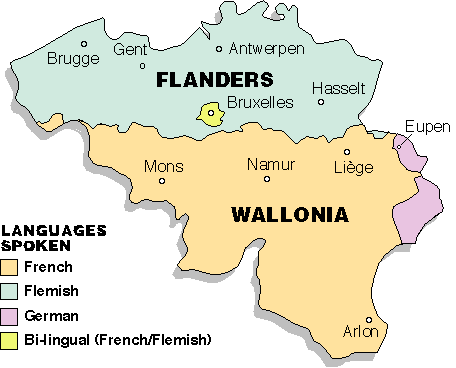 Brugge
Gent
Antwerpen
FLANDERS
Hasselt
Bruxelles
Eupen
Mons
Namur
Liège
WALLONIA
LANGUAGES
SPOKEN
French
Flemish
German
Bi-lingual (French/Flemish)
Arlon